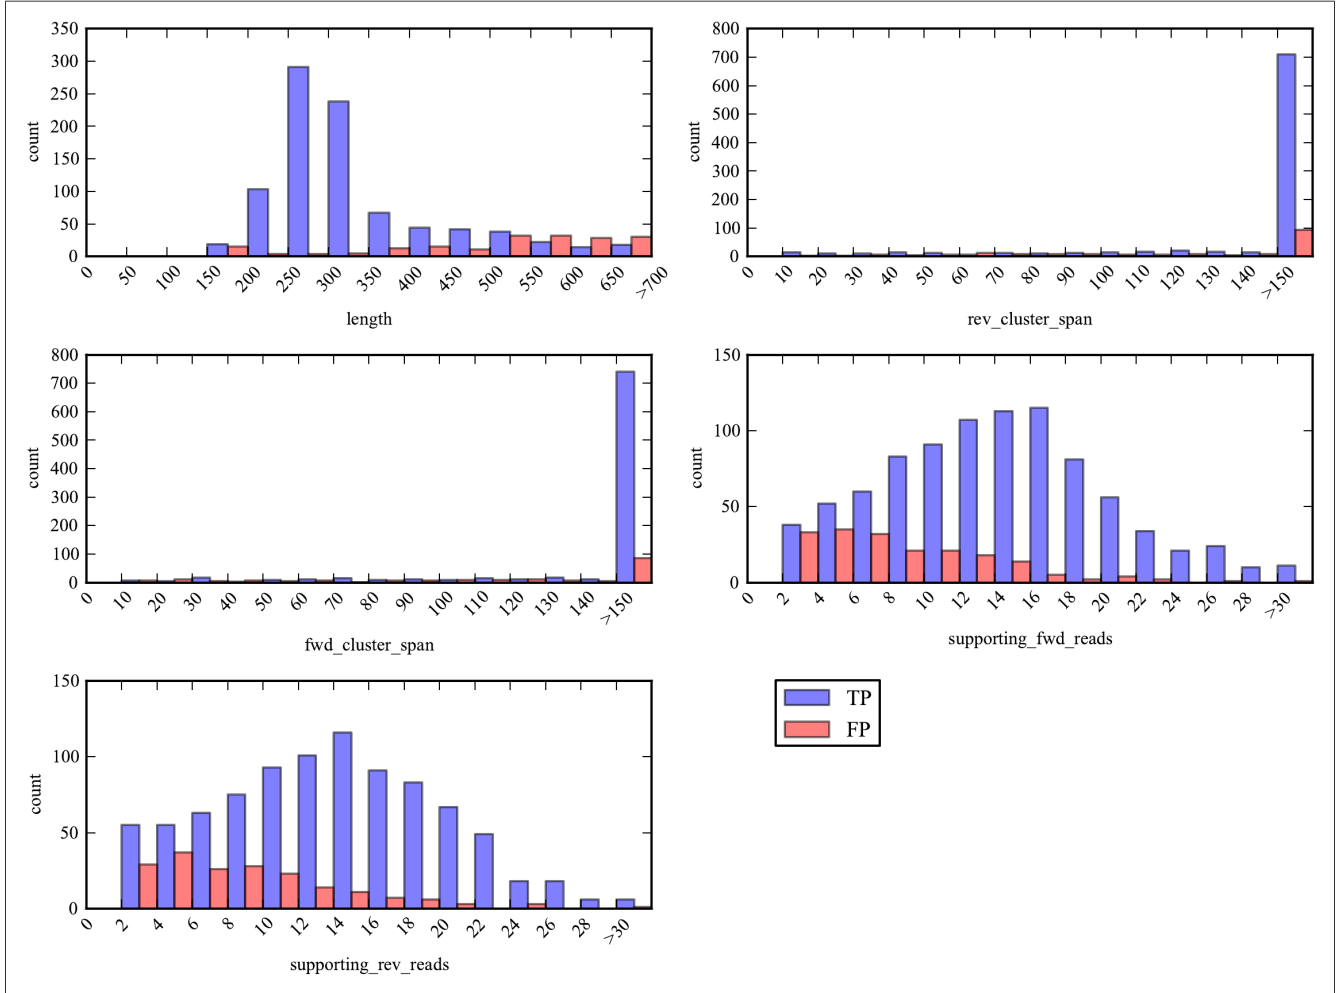 350
300
250
200
150
100
50
0
count
0 50 100 150 200 250 300 350 400 450 500 550 600 650 >700
length
800
700
600
500
400
300
200
100
0
count
0 10 20 30 40 50 60 70 80 90 100 110 120 130 140 >150
rev_cluster_span
800
700
600
500
400
300
200
100
0
count
0 10 20 30 40 50 60 70 80 90 100 110 120 130 140 >150
fwd_cluster_span
150
100
50
0
count
0 2 4 6 8 10 12 14 16 18 20 22 24 26 28 >30
supporting_fwd_reads
150
100
50
0
count
0 2 4 6 8 10 12 14 16 18 20 22 24 26 28 >30
supporting_rev_reads
TP
FP